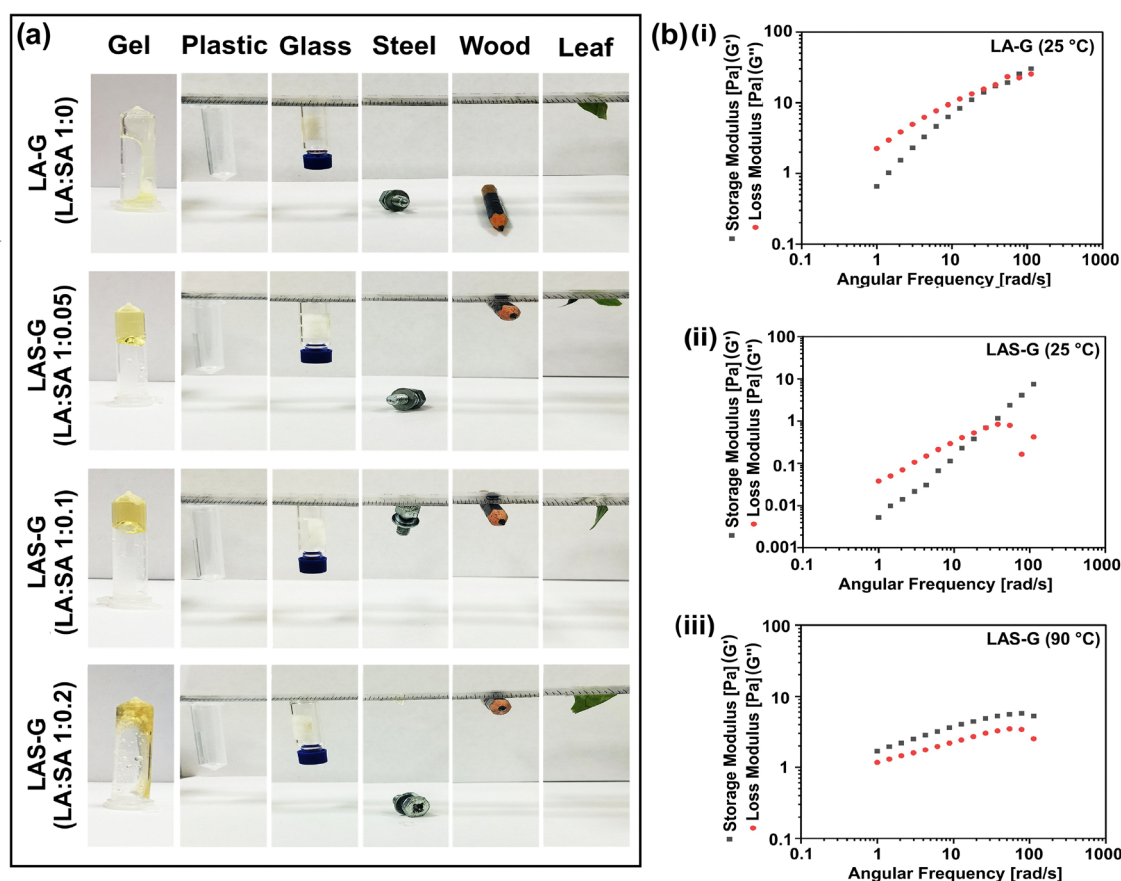 (a)
Gel Plastic Glass Steel Wood Leaf
LA-G
(LA:SA 1:0)
LAS-G
(LA:SA 1:0.05)
LAS-G
(LA:SA 1:0.1)
LAS-G
(LA:SA 1:0.2)
(b) (i)
LA-G (25 °C)
Storage Modulus [Pa] (G')
Loss Modulus [Pa] (G'')
100
10
1
0.1
0.1 1 10 100 1000
Angular Frequency [rad/s]
(ii)
LAS-G (25 °C)
Storage Modulus [Pa] (G')
Loss Modulus [Pa] (G'')
100
10
1
0.1
0.01
0.001
0.1 1 10 100 1000
Angular Frequency [rad/s]
(iii)
LAS-G (90 °C)
Storage Modulus [Pa] (G')
Loss Modulus [Pa] (G'')
100
10
1
0.1
0.1 1 10 100 1000
Angular Frequency [rad/s]